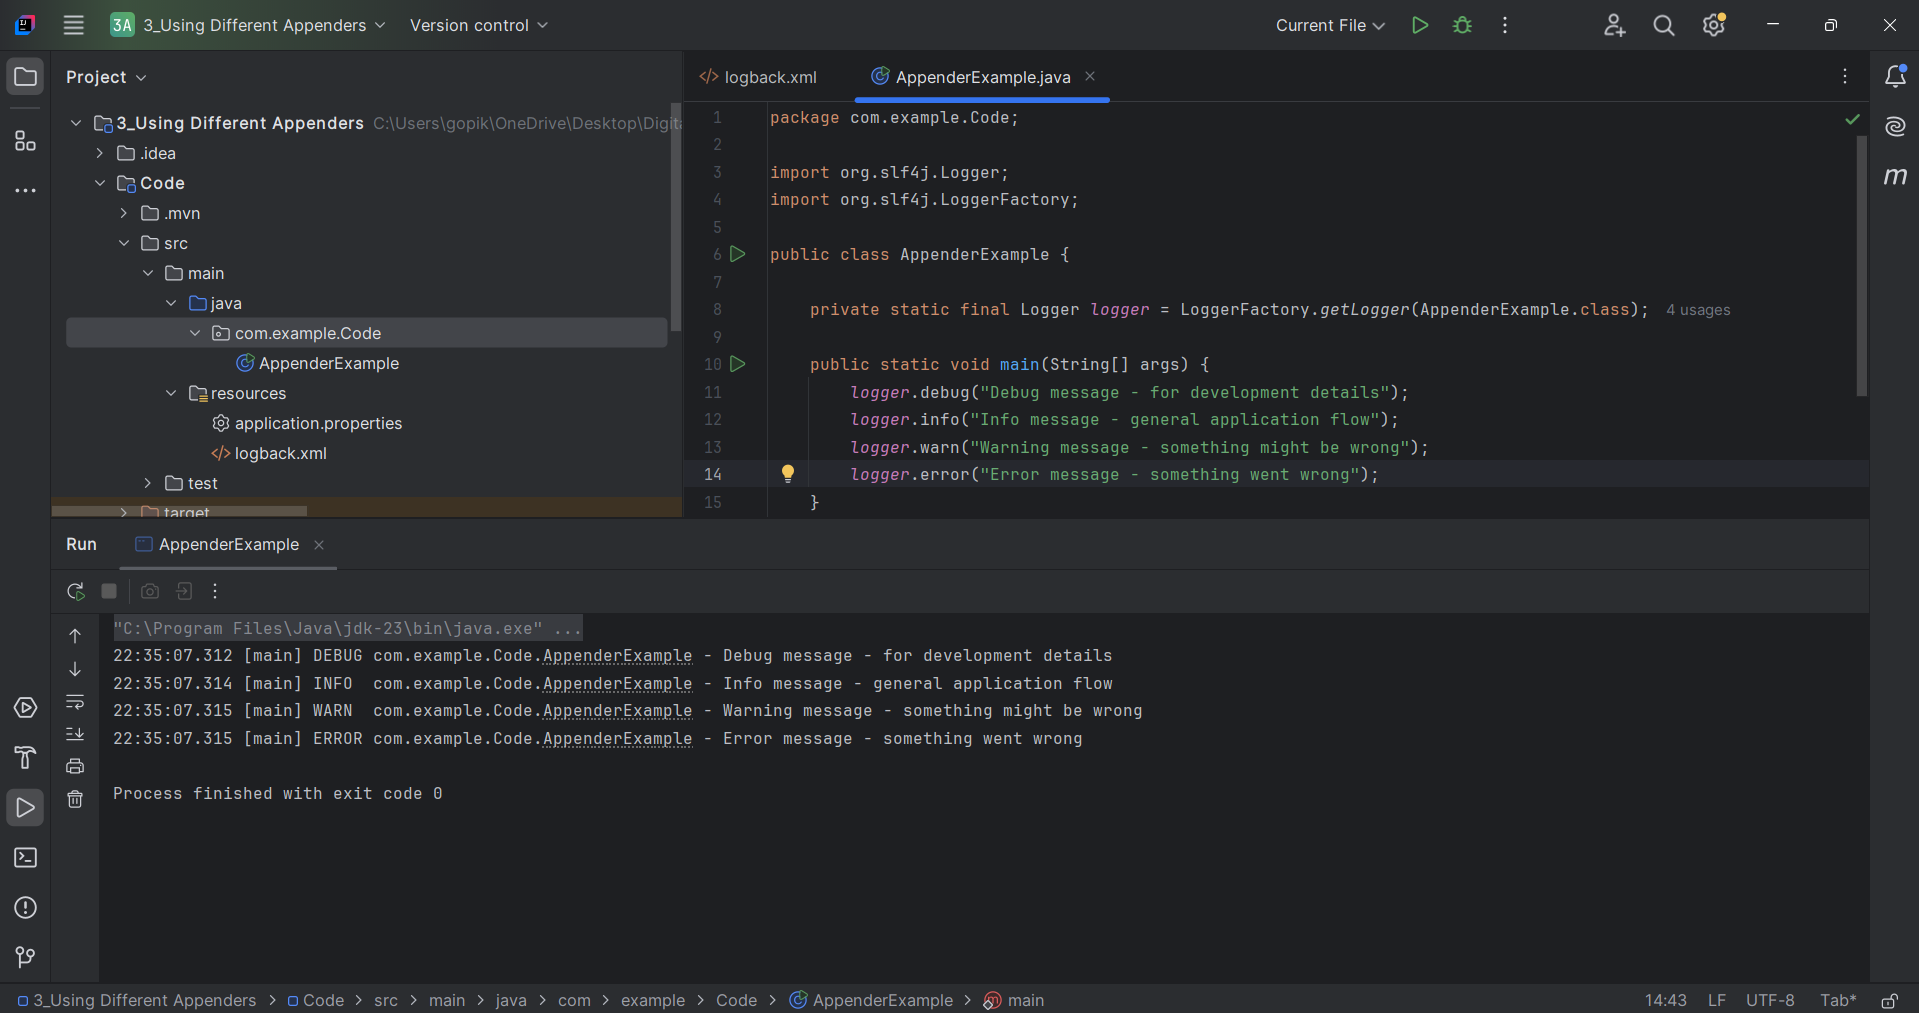 3A 3_Using Different Appenders Version control Current File
Project
3_Using Different Appenders C:\Users\gopik\OneDrive\Desktop\Digit
.idea
Code
.mvn
src
main
java
com.example.Code
AppenderExample
resources
application.properties
logback.xml
test
target
logback.xml AppenderExample.java
1 package com.example.Code;
2
3 import org.slf4j.Logger;
4 import org.slf4j.LoggerFactory;
5
6 public class AppenderExample {
7
8 private static final Logger logger = LoggerFactory.getLogger(AppenderExample.class); 4 usages
9
10 public static void main(String[] args) {
11 logger.debug("Debug message - for development details");
12 logger.info("Info message - general application flow");
13 logger.warn("Warning message - something might be wrong");
14 logger.error("Error message - something went wrong");
15 }
m
Run AppenderExample
"C:\Program Files\Java\jdk-23\bin\java.exe" ...
22:35:07.312 [main] DEBUG com.example.Code.AppenderExample - Debug message - for development details
22:35:07.314 [main] INFO  com.example.Code.AppenderExample - Info message - general application flow
22:35:07.315 [main] WARN  com.example.Code.AppenderExample - Warning message - something might be wrong
22:35:07.315 [main] ERROR com.example.Code.AppenderExample - Error message - something went wrong
Process finished with exit code 0
3_Using Different Appenders > Code > src > main > java > com > example > Code > AppenderExample > main 14:43 LF UTF-8 Tab*